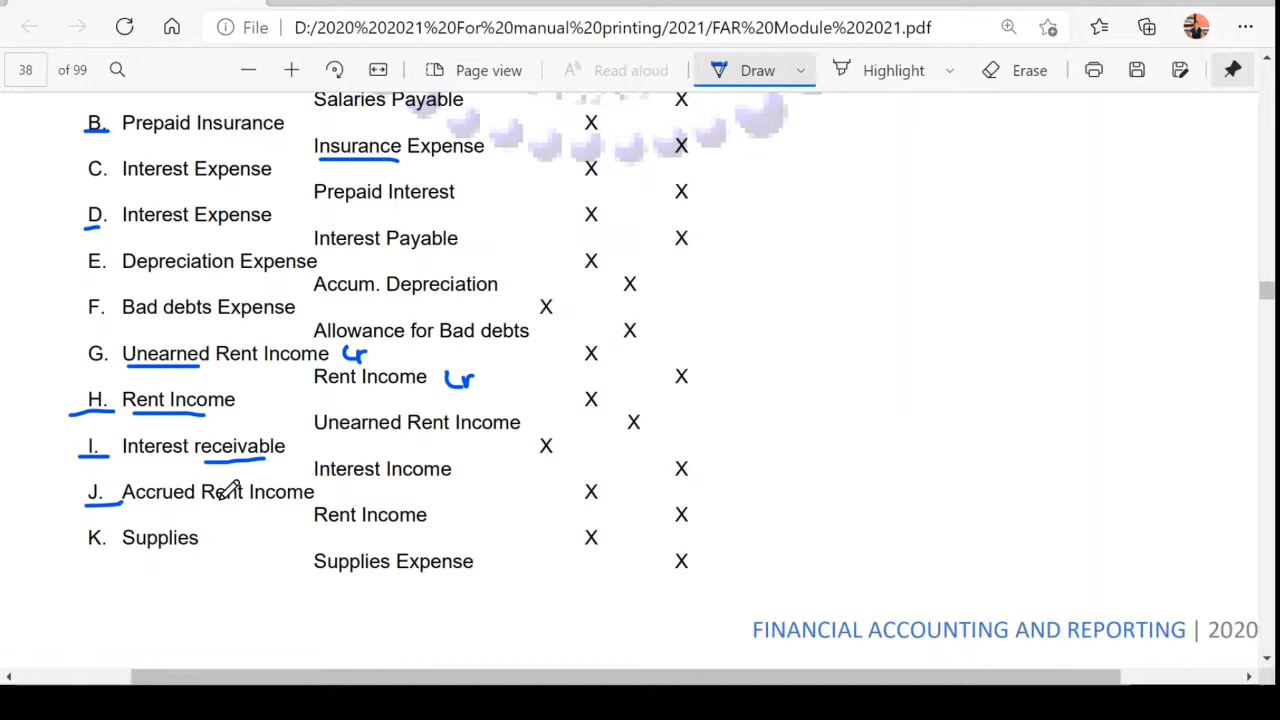 File D:/2020%202021%20For%20manual%20printing/2021/FAR%20Module%202021.pdf
38 of 99 Page view Read aloud Draw Highlight Erase
Salaries Payable X
B. Prepaid Insurance X
Insurance Expense X
C. Interest Expense X
Prepaid Interest X
D. Interest Expense X
Interest Payable X
E. Depreciation Expense X
Accum. Depreciation X
F. Bad debts Expense X
Allowance for Bad debts X
G. Unearned Rent Income Cr X
Rent Income Cr X
H. Rent Income X
Unearned Rent Income X
I. Interest receivable X
Interest Income X
J. Accrued Rent Income X
Rent Income X
K. Supplies X
Supplies Expense X
FINANCIAL ACCOUNTING AND REPORTING | 2020